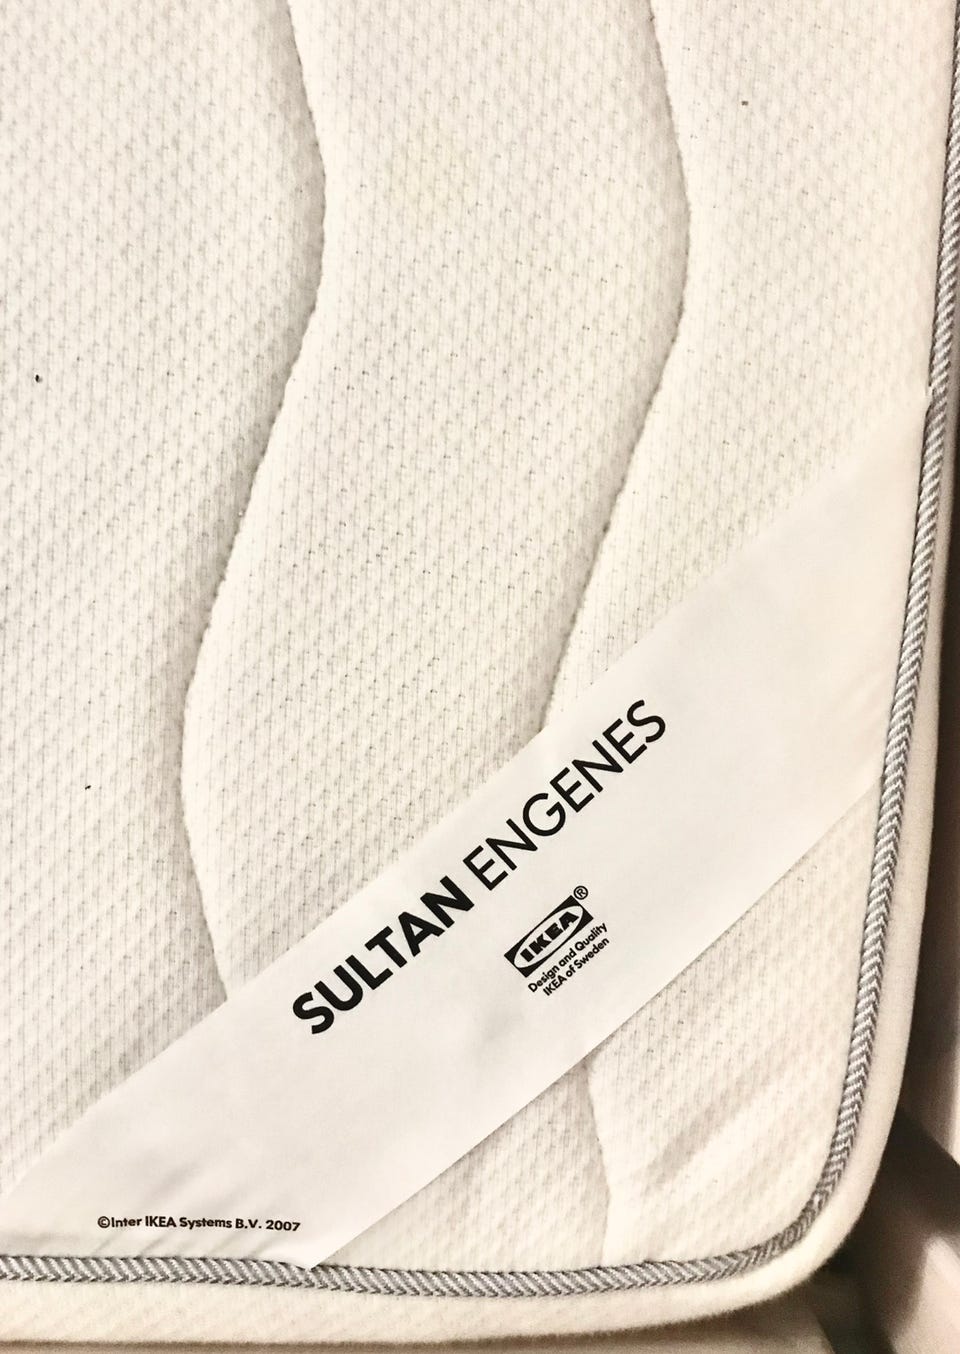 SULTAN ENGENES
IKEA®
Design and Quality
IKEA of Sweden
©Inter IKEA Systems B.V. 2007